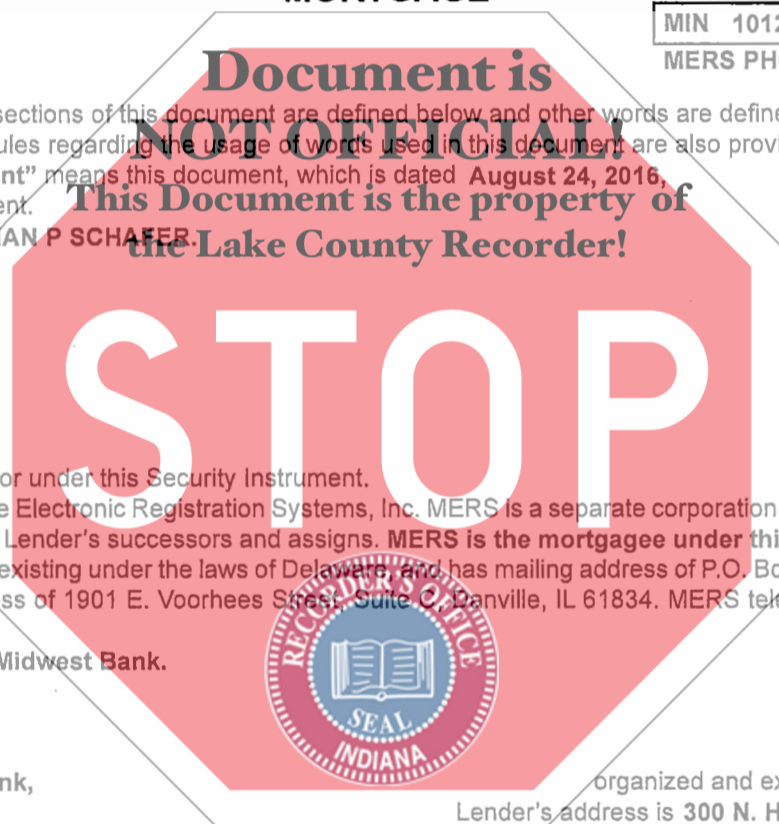 MORTGAGE
MIN 1012
MERS PH
Document is
sections of this document are defined below and other words are define
NOT OFFICIAL!
ules regarding the usage of words used in this document are also prov
nt" means this document, which is dated August 24, 2016,
This Document is the property of
ent.
IAN P SCHAFER.
the Lake County Recorder!
STOP
or under this Security Instrument.
e Electronic Registration Systems, Inc. MERS is a separate corporation
Lender's successors and assigns. MERS is the mortgagee under thi
existing under the laws of Delaware, and has mailing address of P.O. Bo
ss of 1901 E. Voorhees Street, Suite C, Danville, IL 61834. MERS tel
RECORDER'S OFFICE
Midwest Bank.
SEAL
INDIANA
nk,
organized and ex
Lender's address is 300 N. H